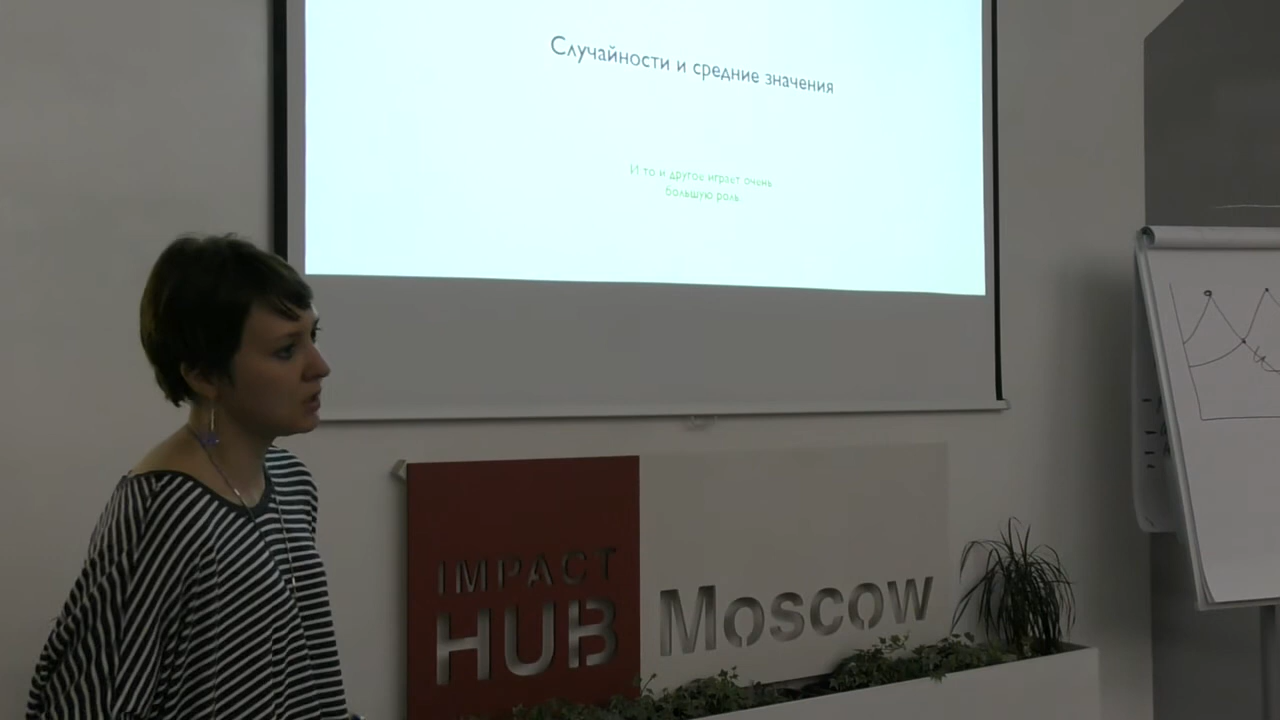 Случайности и средние значения
И то и другое играет очень
большую роль
IMPACT
HUB
Moscow